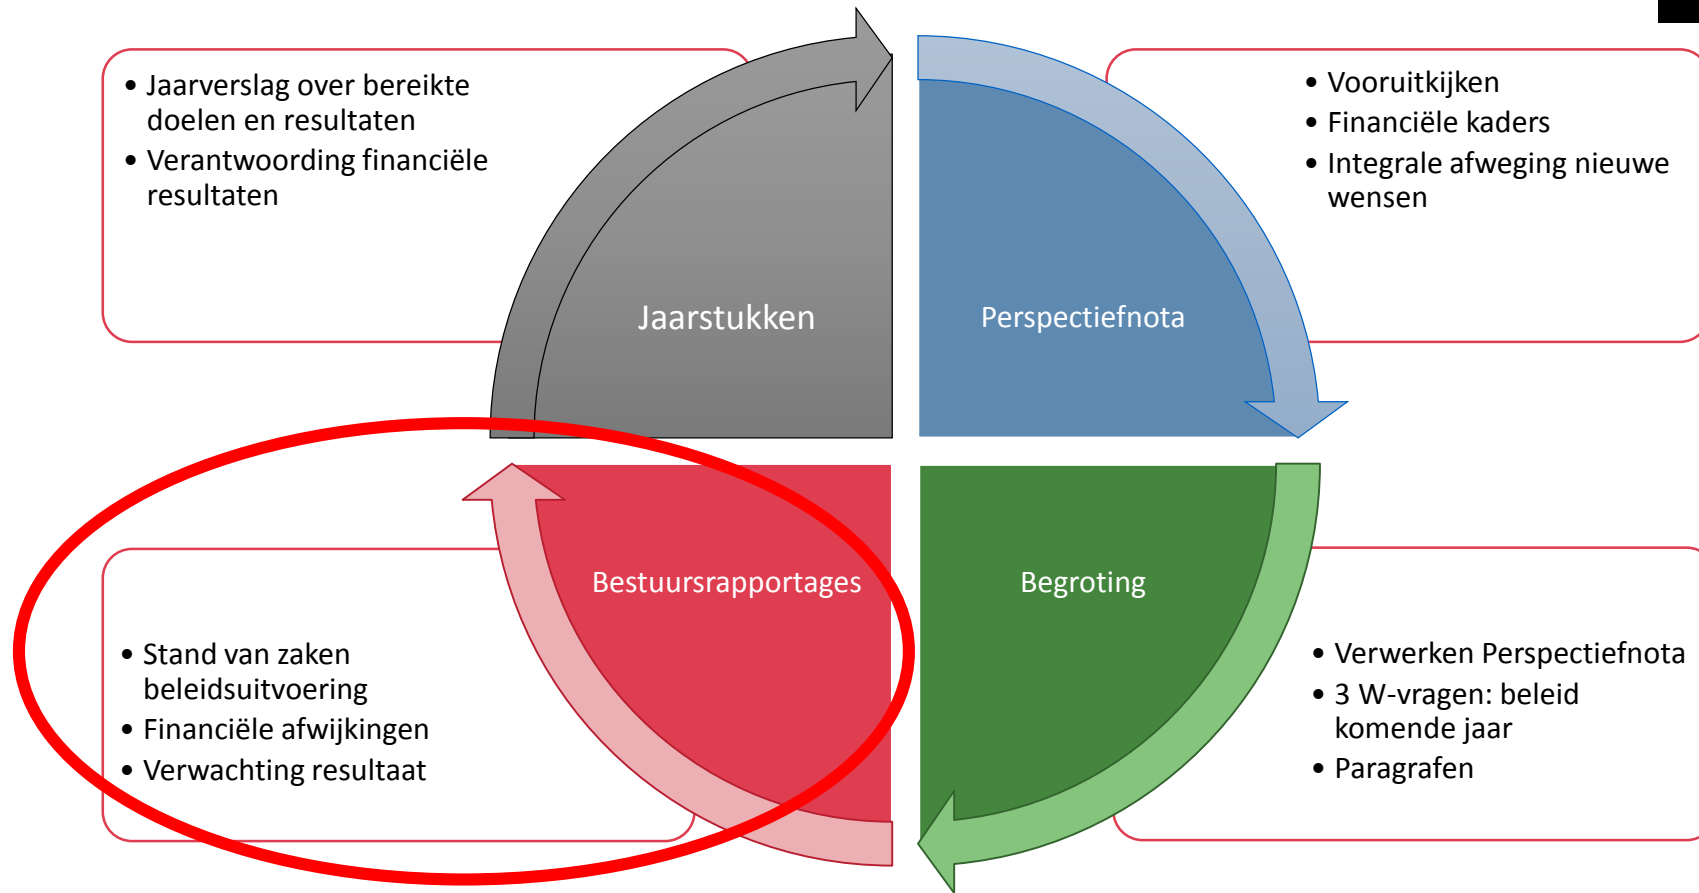 • Jaarverslag over bereikte
doelen en resultaten
• Verantwoording financiële
resultaten
Jaarstukken
Perspectiefnota
• Vooruitkijken
• Financiële kaders
• Integrale afweging nieuwe
wensen
• Stand van zaken
beleidsuitvoering
• Financiële afwijkingen
• Verwachting resultaat
Bestuursrapportages
Begroting
• Verwerken Perspectiefnota
• 3 W-vragen: beleid
komende jaar
• Paragrafen